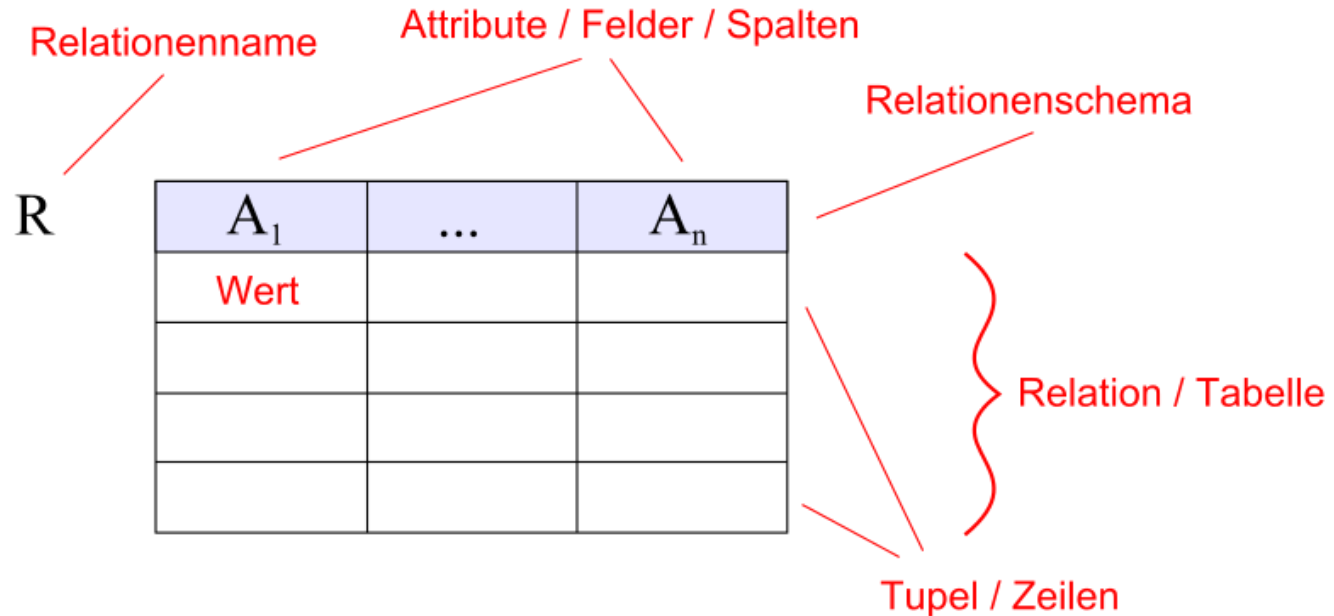 Relationenname
Attribute / Felder / Spalten
Relationenschema
R
A₁ ... Aₙ
Wert
Relation / Tabelle
Tupel / Zeilen